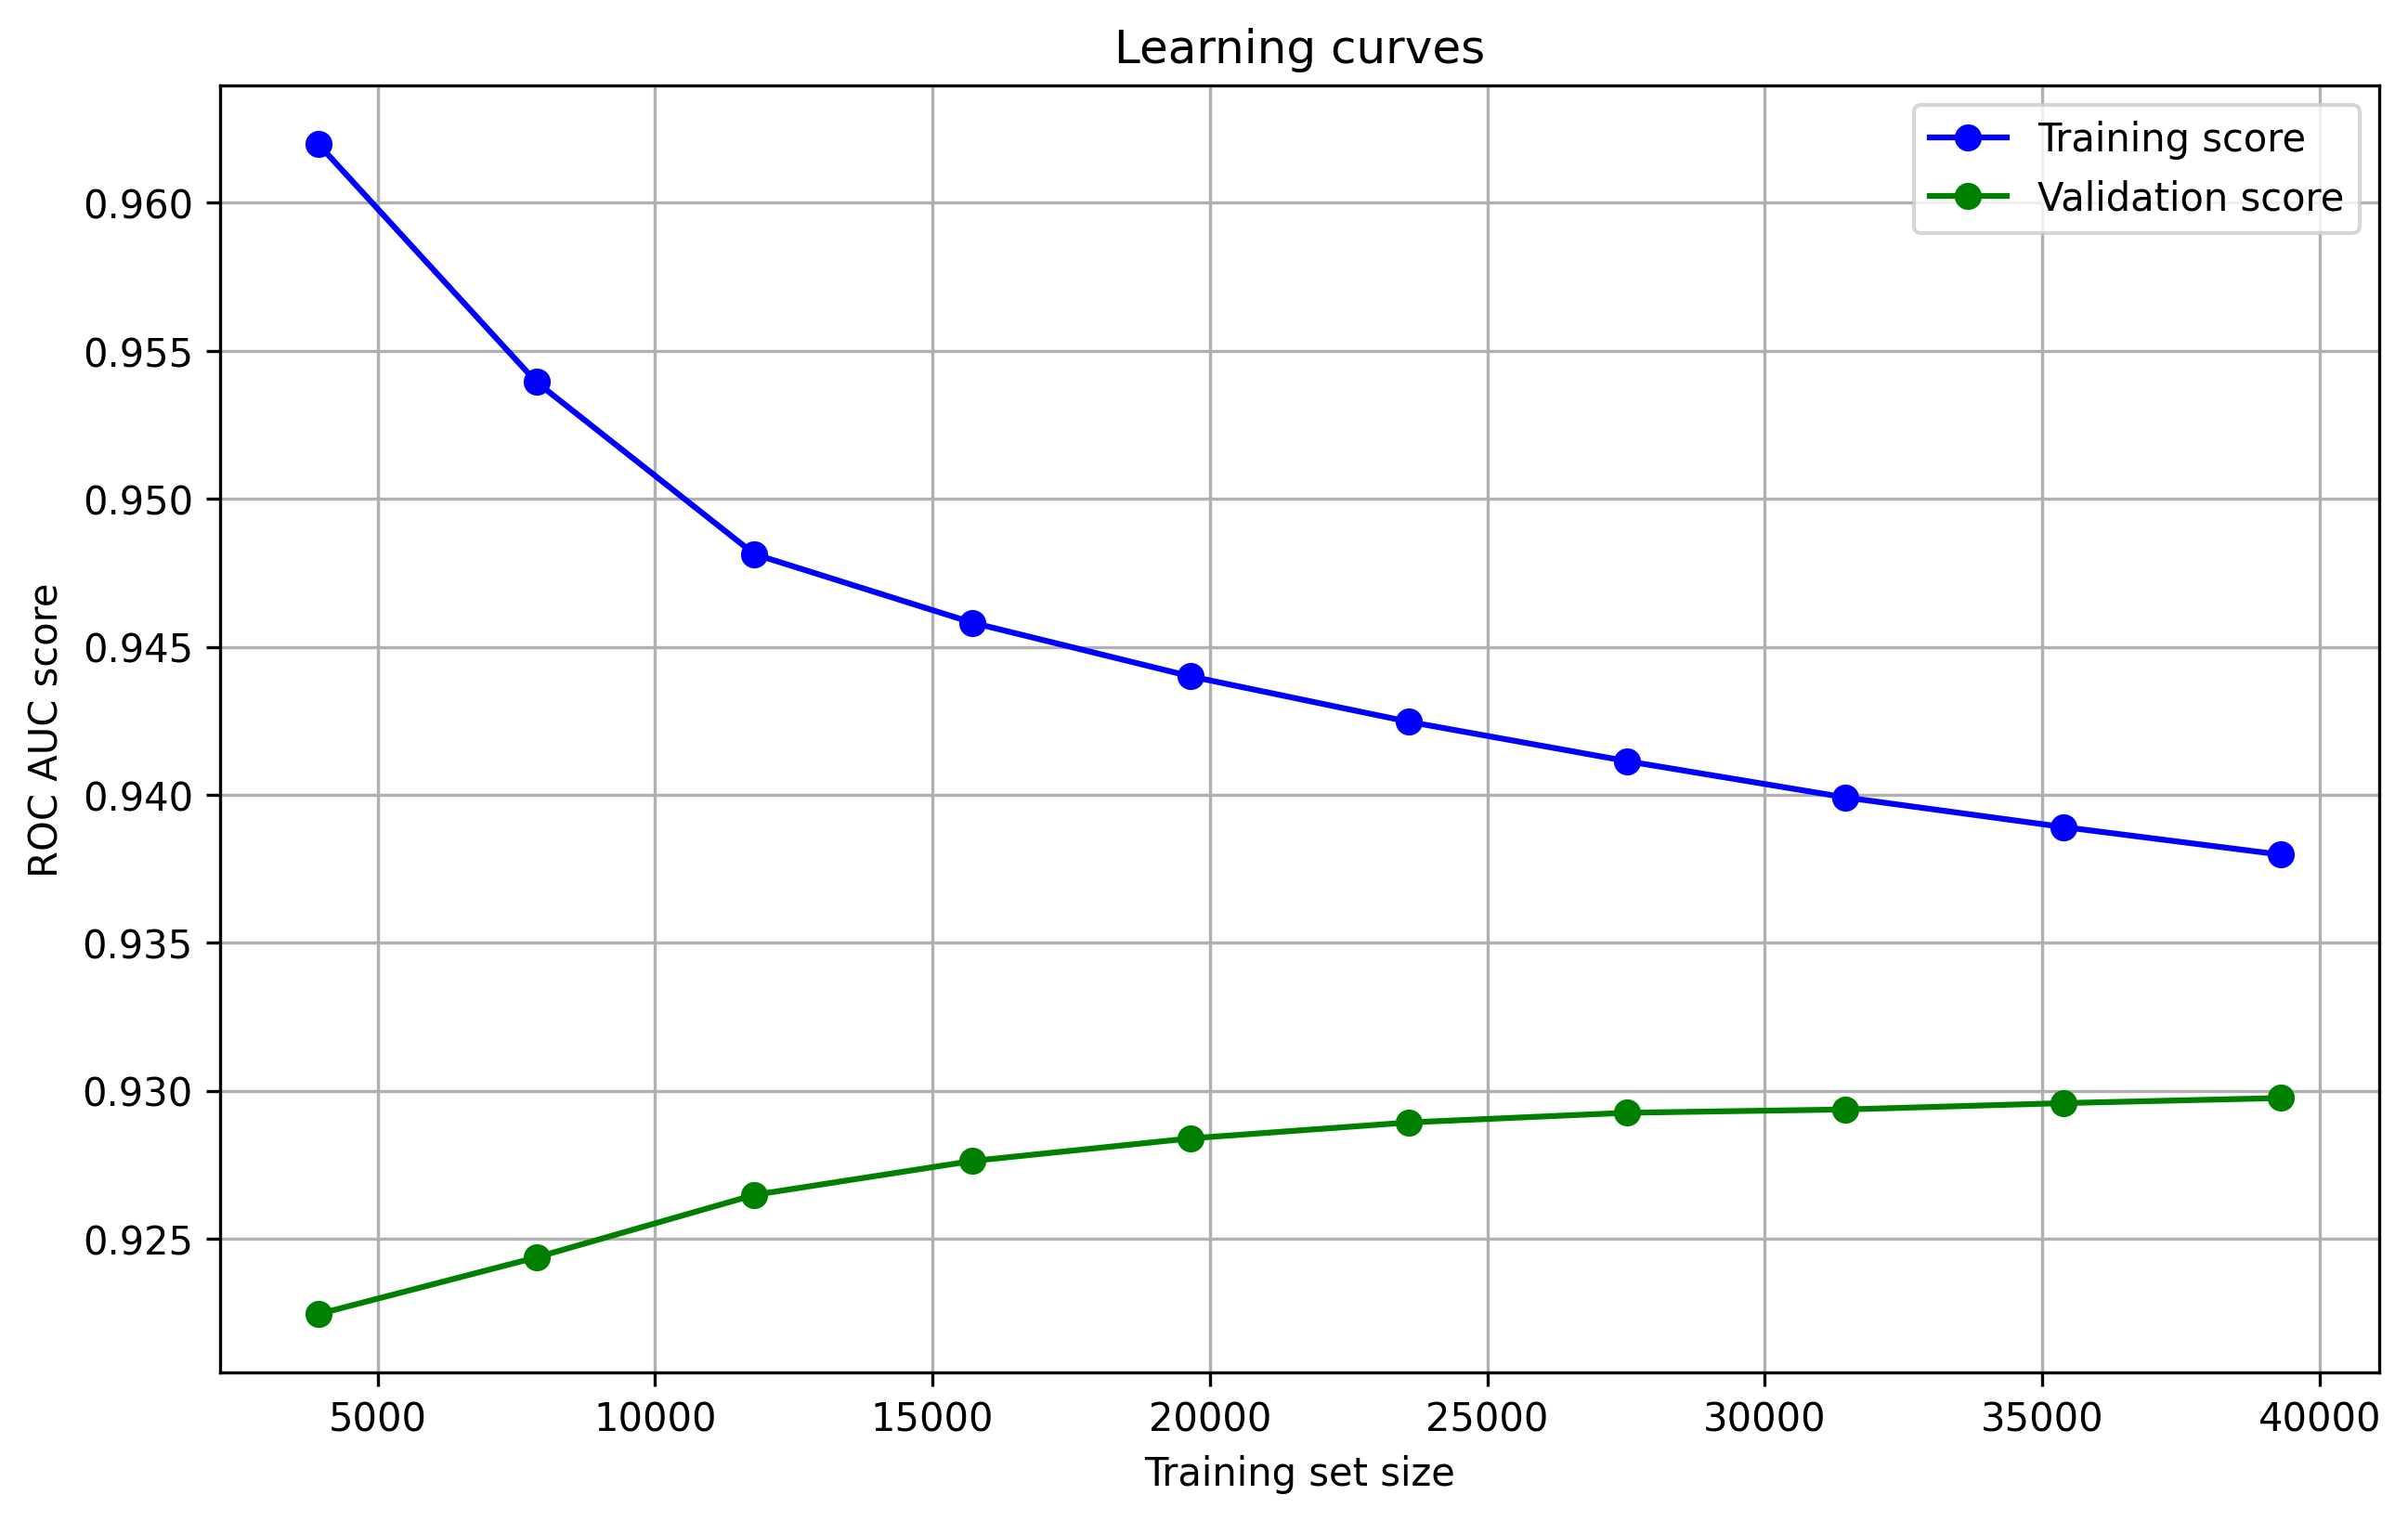 Learning curves
Training score
Validation score
ROC AUC score
0.960
0.955
0.950
0.945
0.940
0.935
0.930
0.925
5000 10000 15000 20000 25000 30000 35000 40000
Training set size